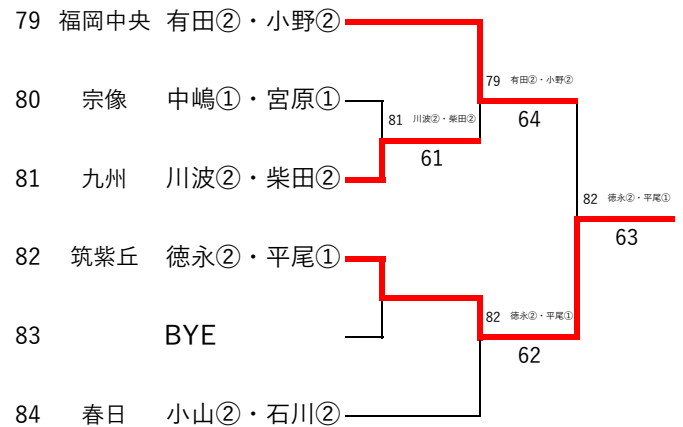 79 福岡中央 有田②・小野②
79 有田②・小野②
80 宗像 中嶋①・宮原①
64
81 川波②・柴田②
61
81 九州 川波②・柴田②
82 徳永②・平尾①
63
82 筑紫丘 徳永②・平尾①
82 徳永②・平尾①
83 BYE
62
84 春日 小山②・石川②